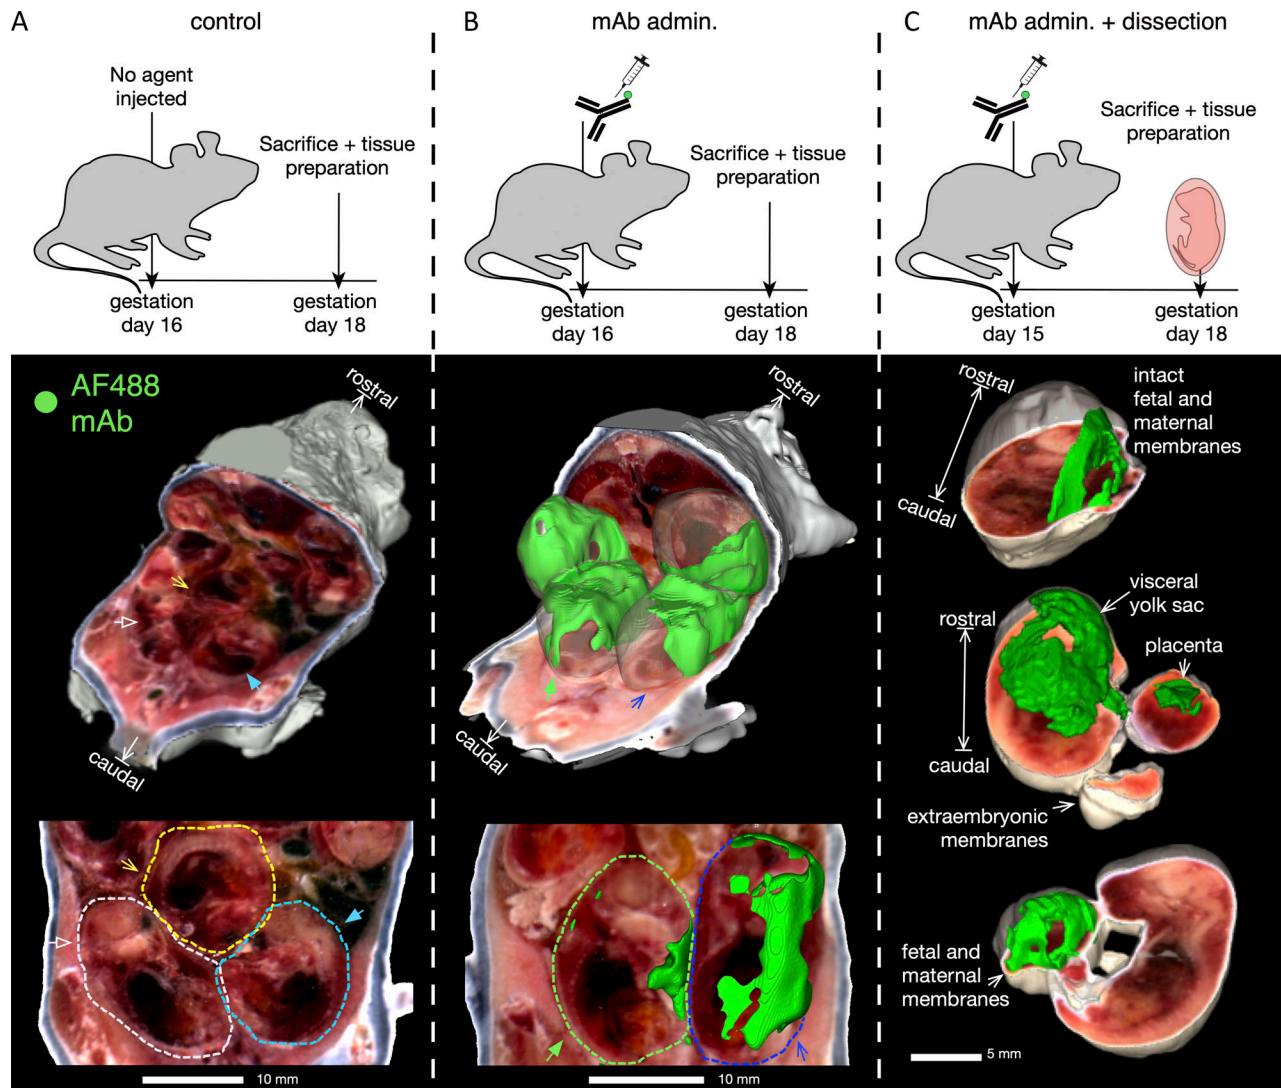 A
control
No agent
injected
Sacrifice + tissue
preparation
gestation
day 16
gestation
day 18
AF488
mAb
rostral
caudal
10 mm
B
mAb admin.
Sacrifice + tissue
preparation
gestation
day 16
gestation
day 18
rostral
caudal
10 mm
C
mAb admin. + dissection
Sacrifice + tissue
preparation
gestation
day 15
gestation
day 18
rostral
caudal
intact
fetal and
maternal
membranes
visceral
yolk sac
rostral
placenta
caudal
extraembryonic
membranes
fetal and
maternal
membranes
5 mm